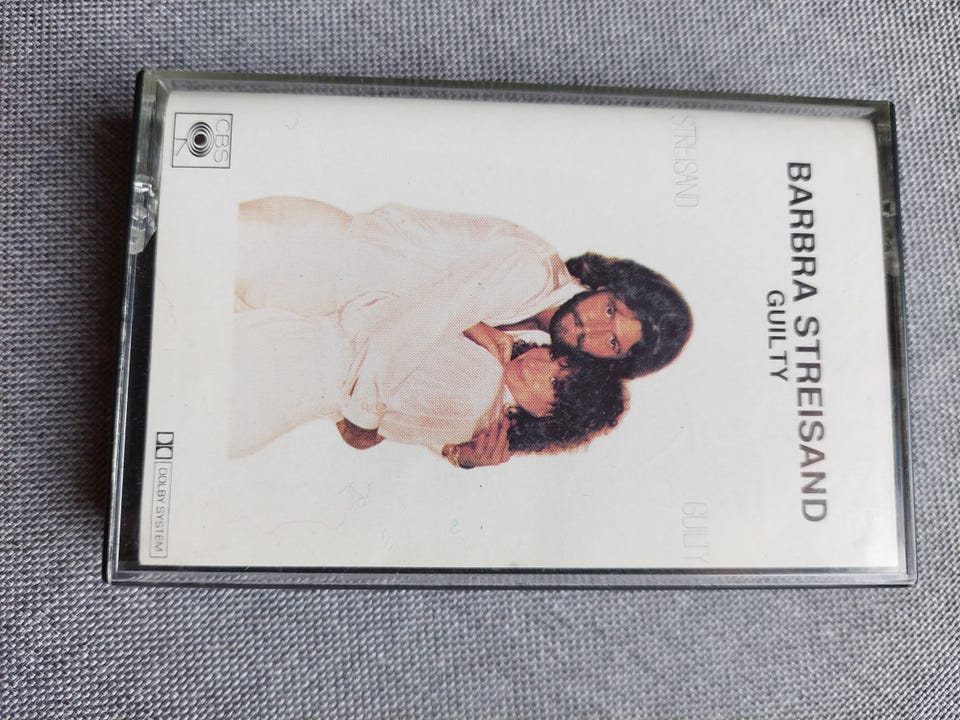 BARBRA STREISAND
GUILTY
STREISAND
GUILTY
CBS
DOLBY SYSTEM